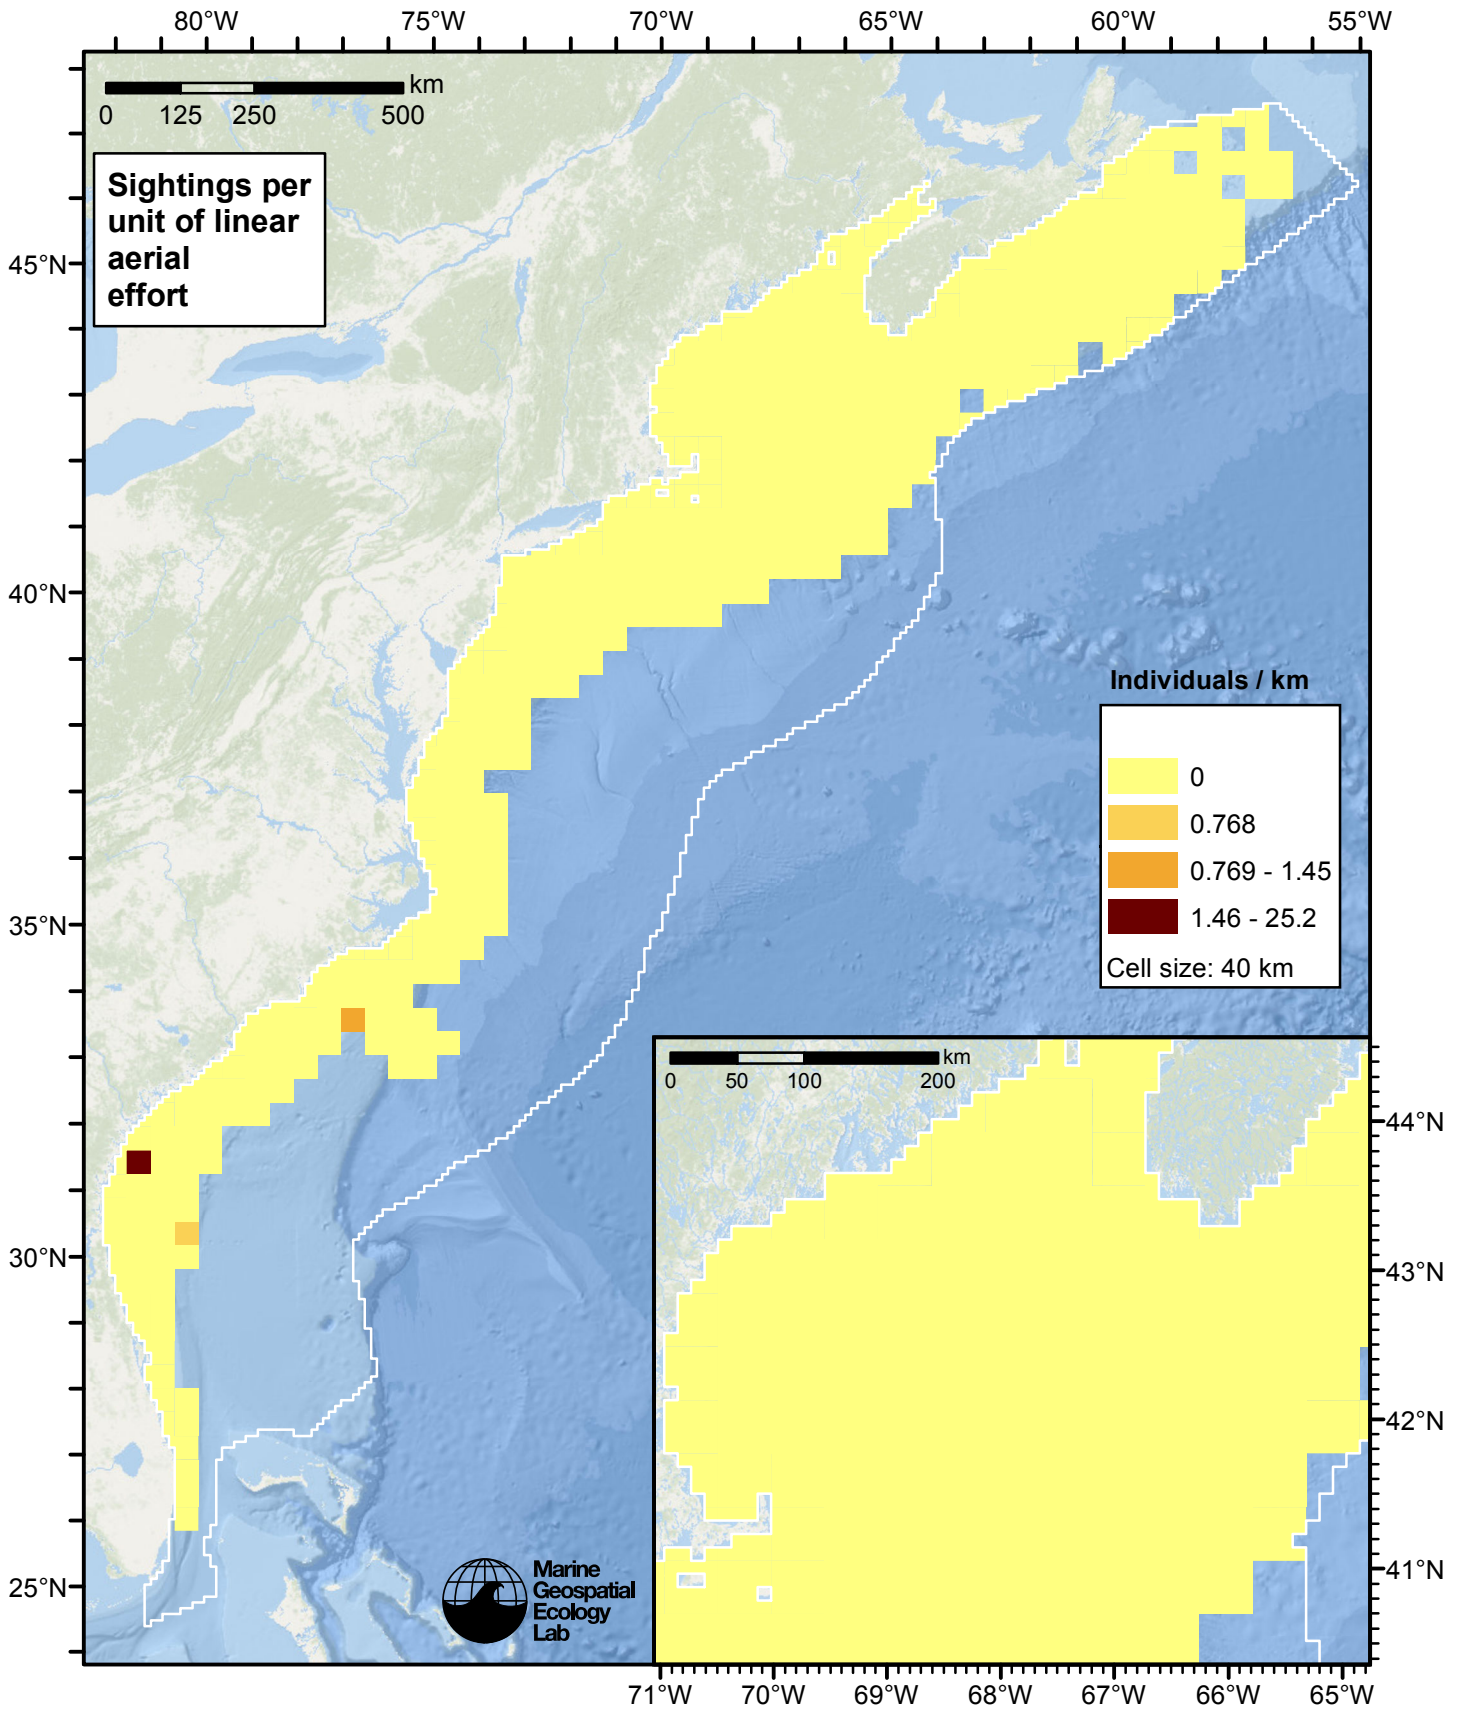 80°W 75°W 70°W 65°W 60°W 55°W
km
0 125 250 500
Sightings per
unit of linear
aerial
effort
45°N
40°N
35°N
30°N
25°N
Individuals / km
0
0.768
0.769 - 1.45
1.46 - 25.2
Cell size: 40 km
km
0 50 100 200
44°N
43°N
42°N
41°N
Marine
Geospatial
Ecology
Lab
71°W 70°W 69°W 68°W 67°W 66°W 65°W